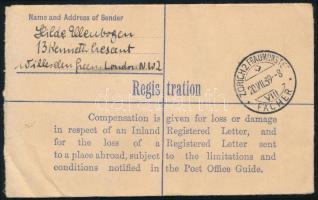 Name and Address of Sender
Hilde Ellenbogen
13 Kenneth Crescent
Willesden Green London N.W.2
Registration
ZÜRICH 2 FRAUMÜNSTER
20.VII.39.-8
VIII z
FÄCHER
Compensation is given for loss or damage
in respect of an Inland Registered Letter, and
for the loss of a Registered Letter sent
to a place abroad, subject to the limitations and
conditions notified in the Post Office Guide.